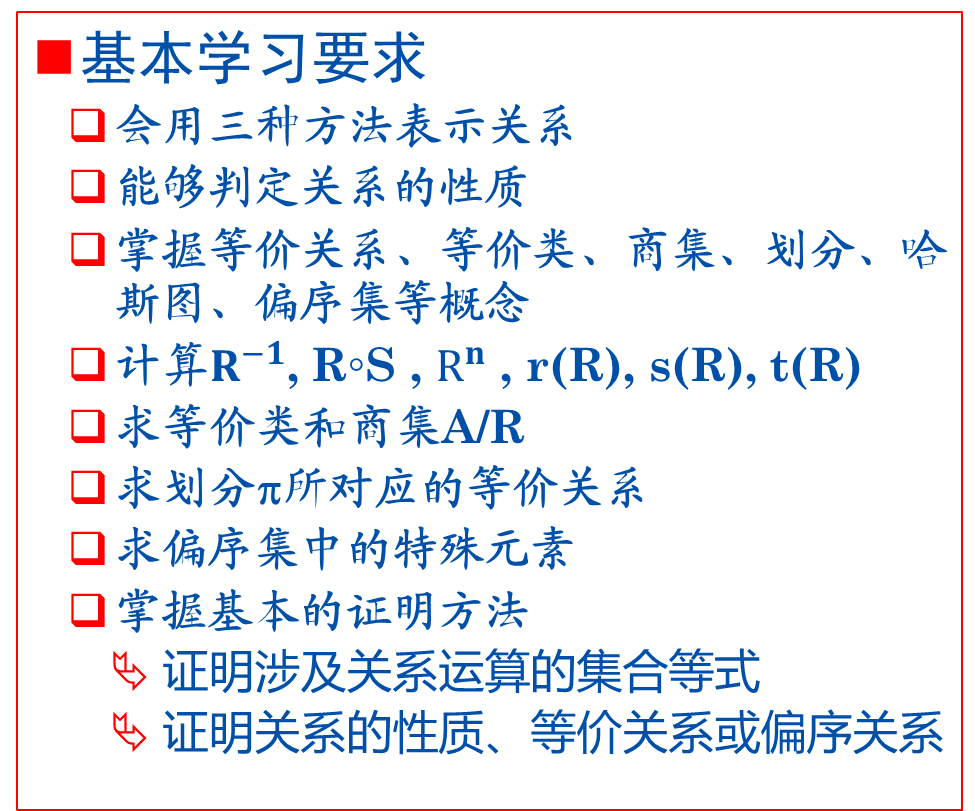 基本学习要求
会用三种方法表示关系
能够判定关系的性质
掌握等价关系、等价类、商集、划分、哈
斯图、偏序集等概念
计算R⁻¹, R∘S , Rⁿ , r(R), s(R), t(R)
求等价类和商集A/R
求划分π所对应的等价关系
求偏序集中的特殊元素
掌握基本的证明方法
证明涉及关系运算的集合等式
证明关系的性质、等价关系或偏序关系